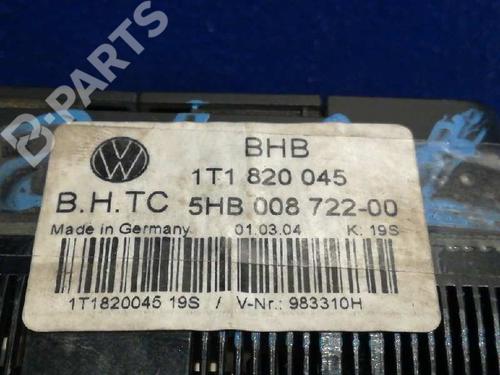 B-PARTS
BHB
1T1 820 045
B.H.TC 5HB 008 722-00
Made in Germany 01.03.04 K: 19S
1T1820045 19S / V-Nr.: 983310H